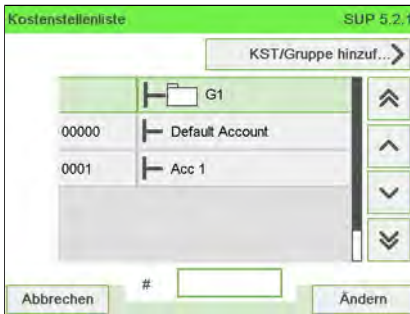 Kostenstellenliste SUP 5.2.1
KST/Gruppe hinzuf...
G1
00000 Default Account
0001 Acc 1
#
Abbrechen Ändern